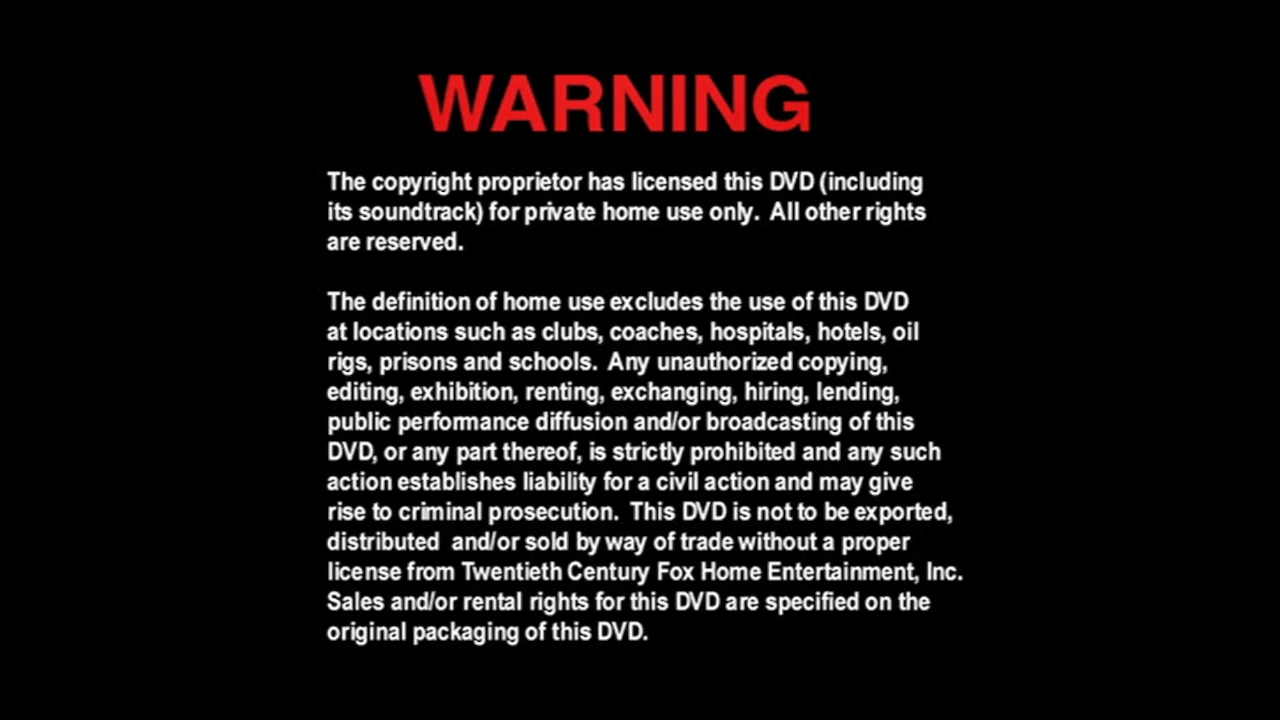 WARNING
The copyright proprietor has licensed this DVD (including
its soundtrack) for private home use only.  All other rights
are reserved.
The definition of home use excludes the use of this DVD
at locations such as clubs, coaches, hospitals, hotels, oil
rigs, prisons and schools.  Any unauthorized copying,
editing, exhibition, renting, exchanging, hiring, lending,
public performance diffusion and/or broadcasting of this
DVD, or any part thereof, is strictly prohibited and any such
action establishes liability for a civil action and may give
rise to criminal prosecution.  This DVD is not to be exported,
distributed  and/or sold by way of trade without a proper
license from Twentieth Century Fox Home Entertainment, Inc.
Sales and/or rental rights for this DVD are specified on the
original packaging of this DVD.